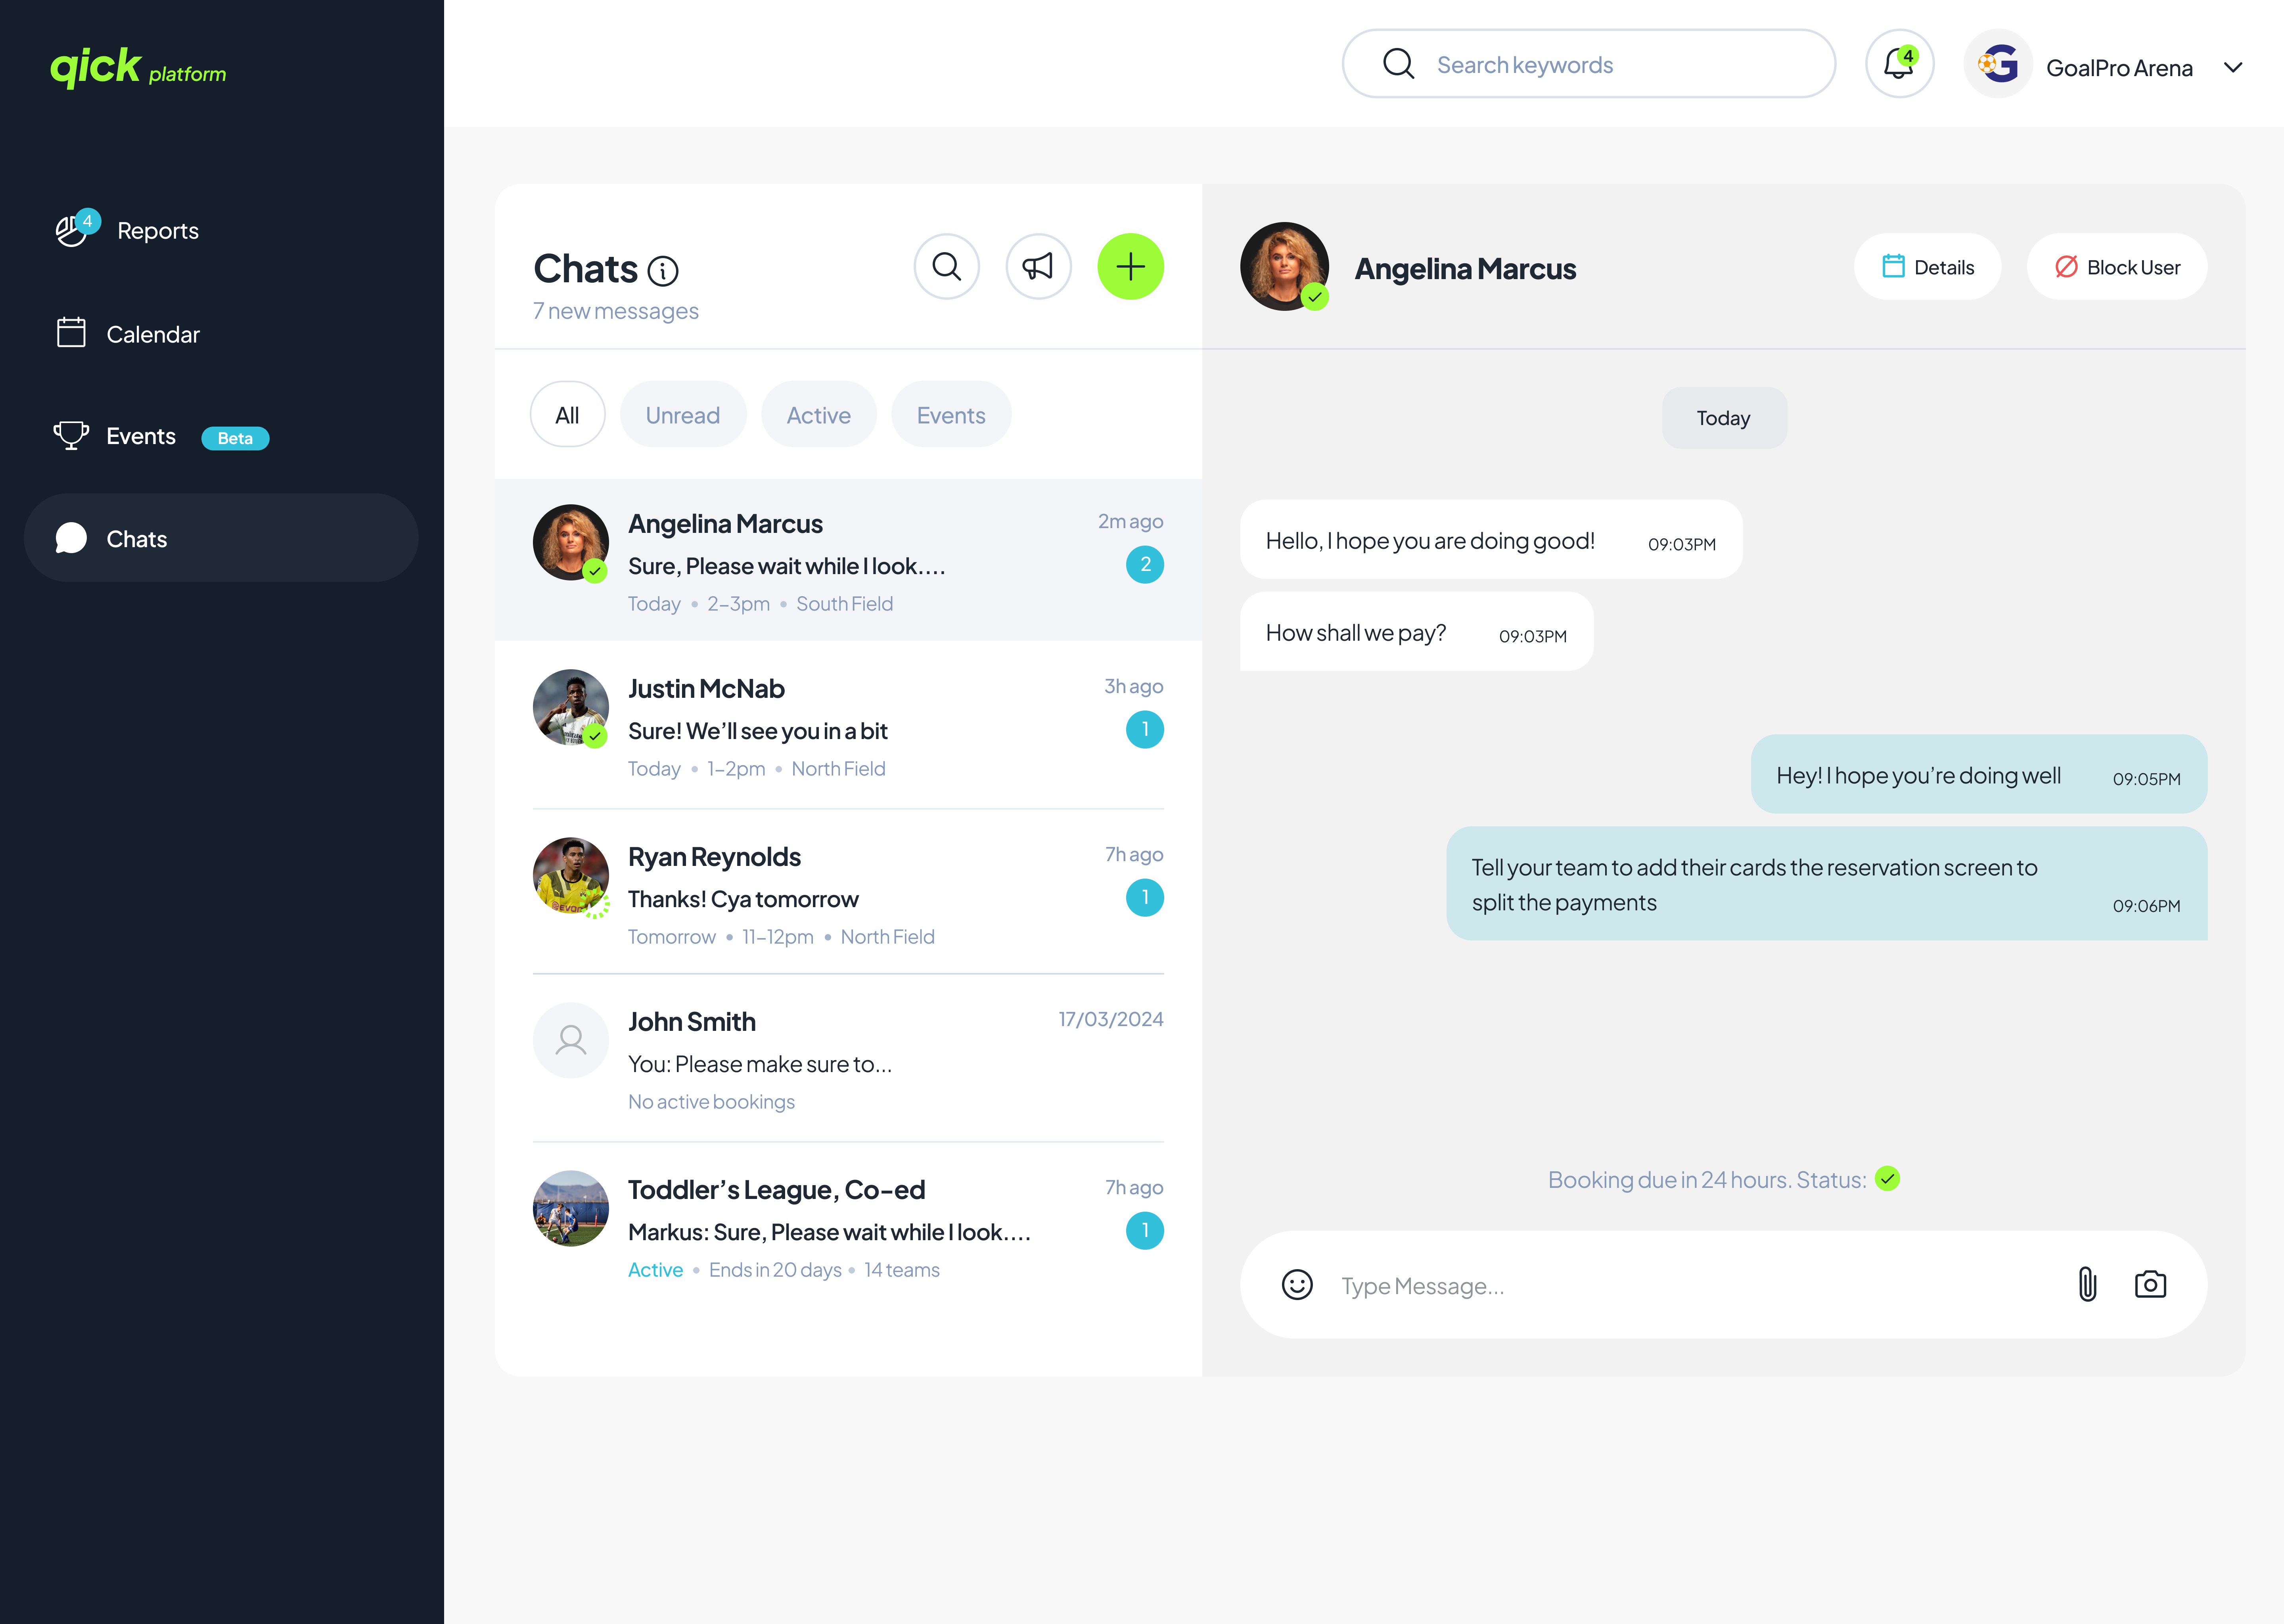 qick platform
Search keywords
4
G
GoalPro Arena
4
Reports
Calendar
Events
Beta
Chats
Chats
7 new messages
All
Unread
Active
Events
Angelina Marcus
2m ago
Sure, Please wait while I look....
2
Today • 2–3pm • South Field
Justin McNab
3h ago
Sure! We’ll see you in a bit
1
Today • 1–2pm • North Field
Ryan Reynolds
7h ago
Thanks! Cya tomorrow
1
Tomorrow • 11–12pm • North Field
John Smith
17/03/2024
You: Please make sure to...
No active bookings
Toddler’s League, Co-ed
7h ago
Markus: Sure, Please wait while I look....
1
Active • Ends in 20 days • 14 teams
Angelina Marcus
Details
Block User
Today
Hello, I hope you are doing good!
09:03PM
How shall we pay?
09:03PM
Hey! I hope you’re doing well
09:05PM
Tell your team to add their cards the reservation screen to
split the payments
09:06PM
Booking due in 24 hours. Status:
Type Message...